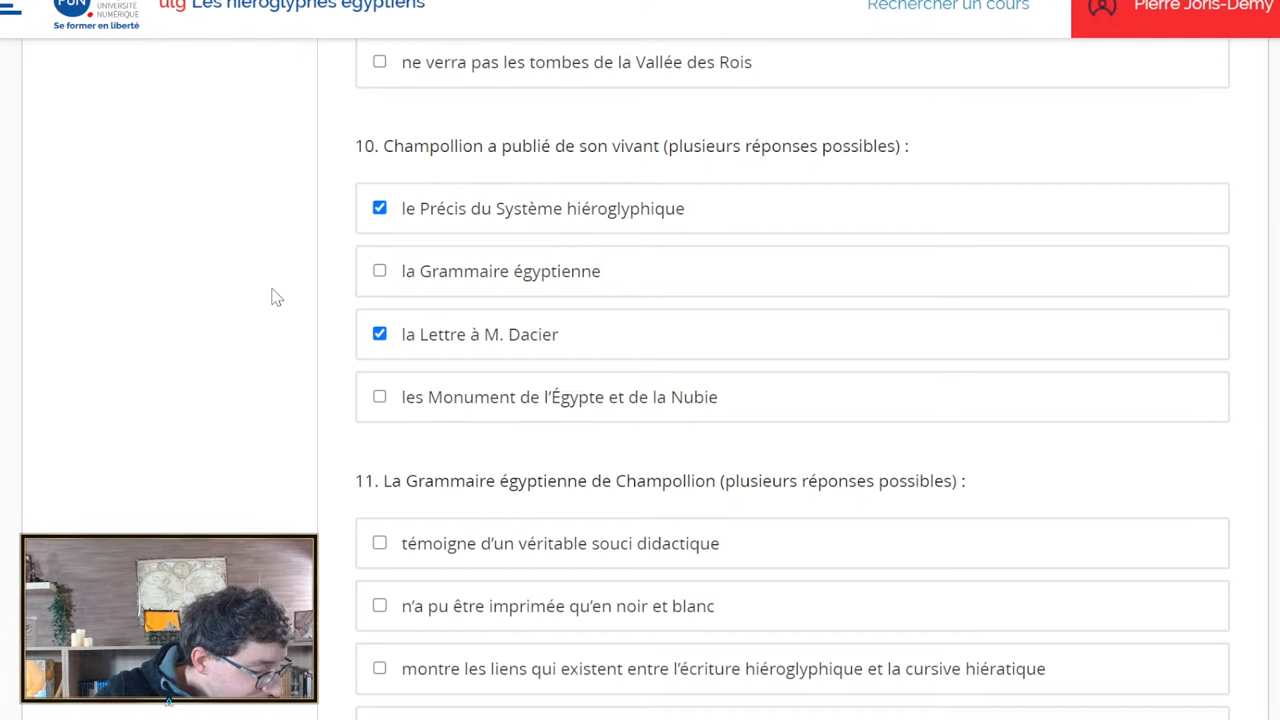 FUN
UNIVERSITÉ
NUMÉRIQUE
Se former en liberté
ulg Les hiéroglyphes égyptiens
Rechercher un cours
Pierre Joris-Demy
ne verra pas les tombes de la Vallée des Rois
10. Champollion a publié de son vivant (plusieurs réponses possibles) :
le Précis du Système hiéroglyphique
la Grammaire égyptienne
la Lettre à M. Dacier
les Monument de l’Égypte et de la Nubie
11. La Grammaire égyptienne de Champollion (plusieurs réponses possibles) :
témoigne d’un véritable souci didactique
n’a pu être imprimée qu’en noir et blanc
montre les liens qui existent entre l’écriture hiéroglyphique et la cursive hiératique